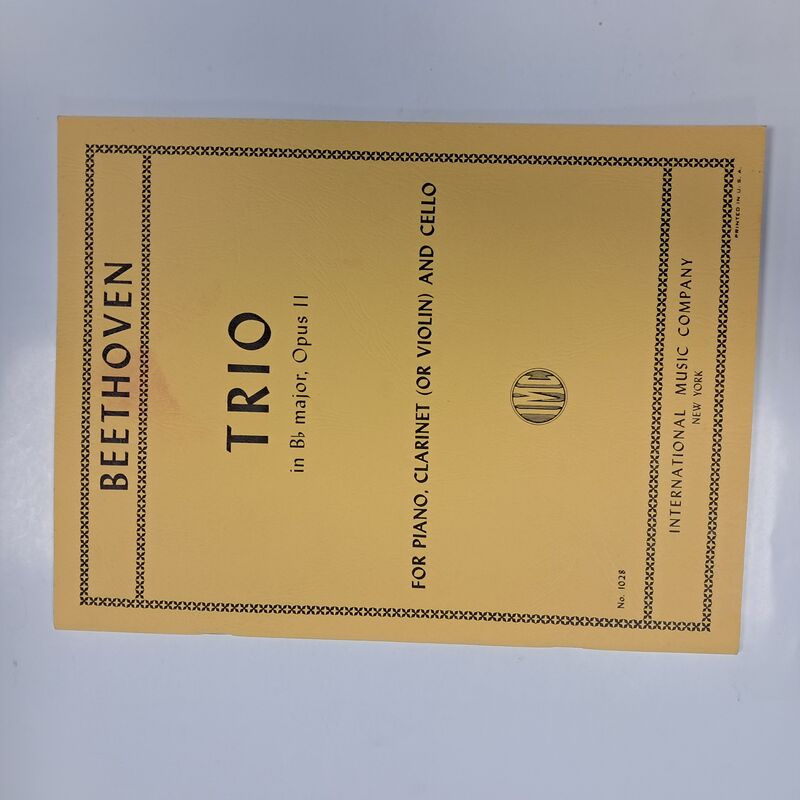 BEETHOVEN
TRIO
in B♭ major, Opus 11
FOR PIANO, CLARINET (OR VIOLIN) AND CELLO
IMC
No. 1028
INTERNATIONAL MUSIC COMPANY
NEW YORK
PRINTED IN U. S. A.